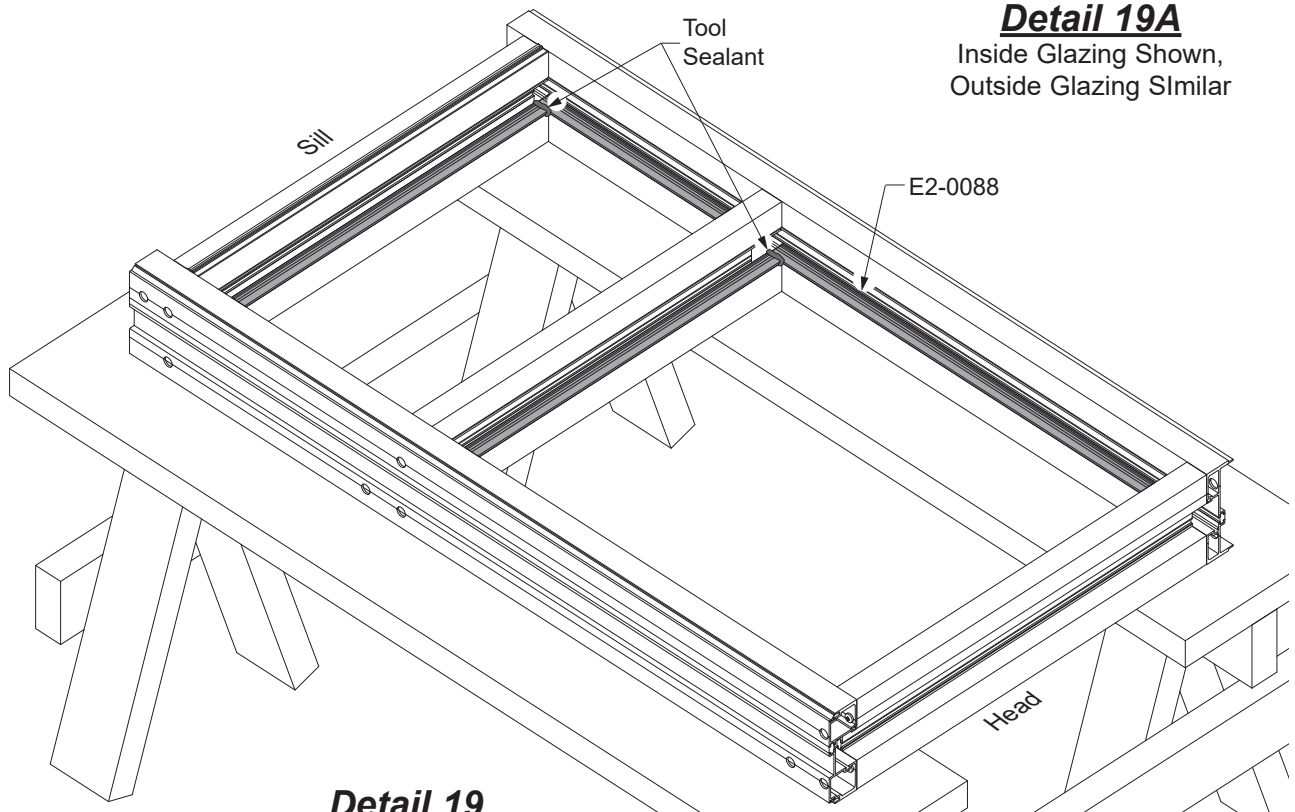 Detail 19A
Inside Glazing Shown,
Outside Glazing SImilar
Tool
Sealant
Sill
E2-0088
Head
Detail 19